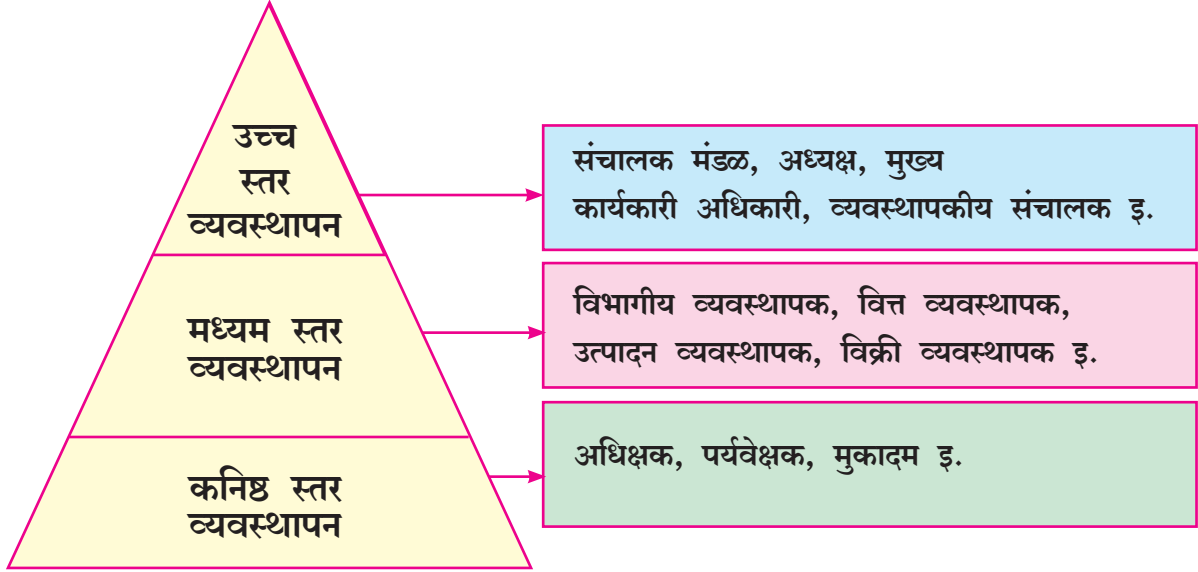 उच्च
स्तर
व्यवस्थापन
संचालक मंडळ, अध्यक्ष, मुख्य
कार्यकारी अधिकारी, व्यवस्थापकीय संचालक इ.
मध्यम स्तर
व्यवस्थापन
विभागीय व्यवस्थापक, वित्त व्यवस्थापक,
उत्पादन व्यवस्थापक, विक्री व्यवस्थापक इ.
कनिष्ठ स्तर
व्यवस्थापन
अधिक्षक, पर्यवेक्षक, मुकादम इ.